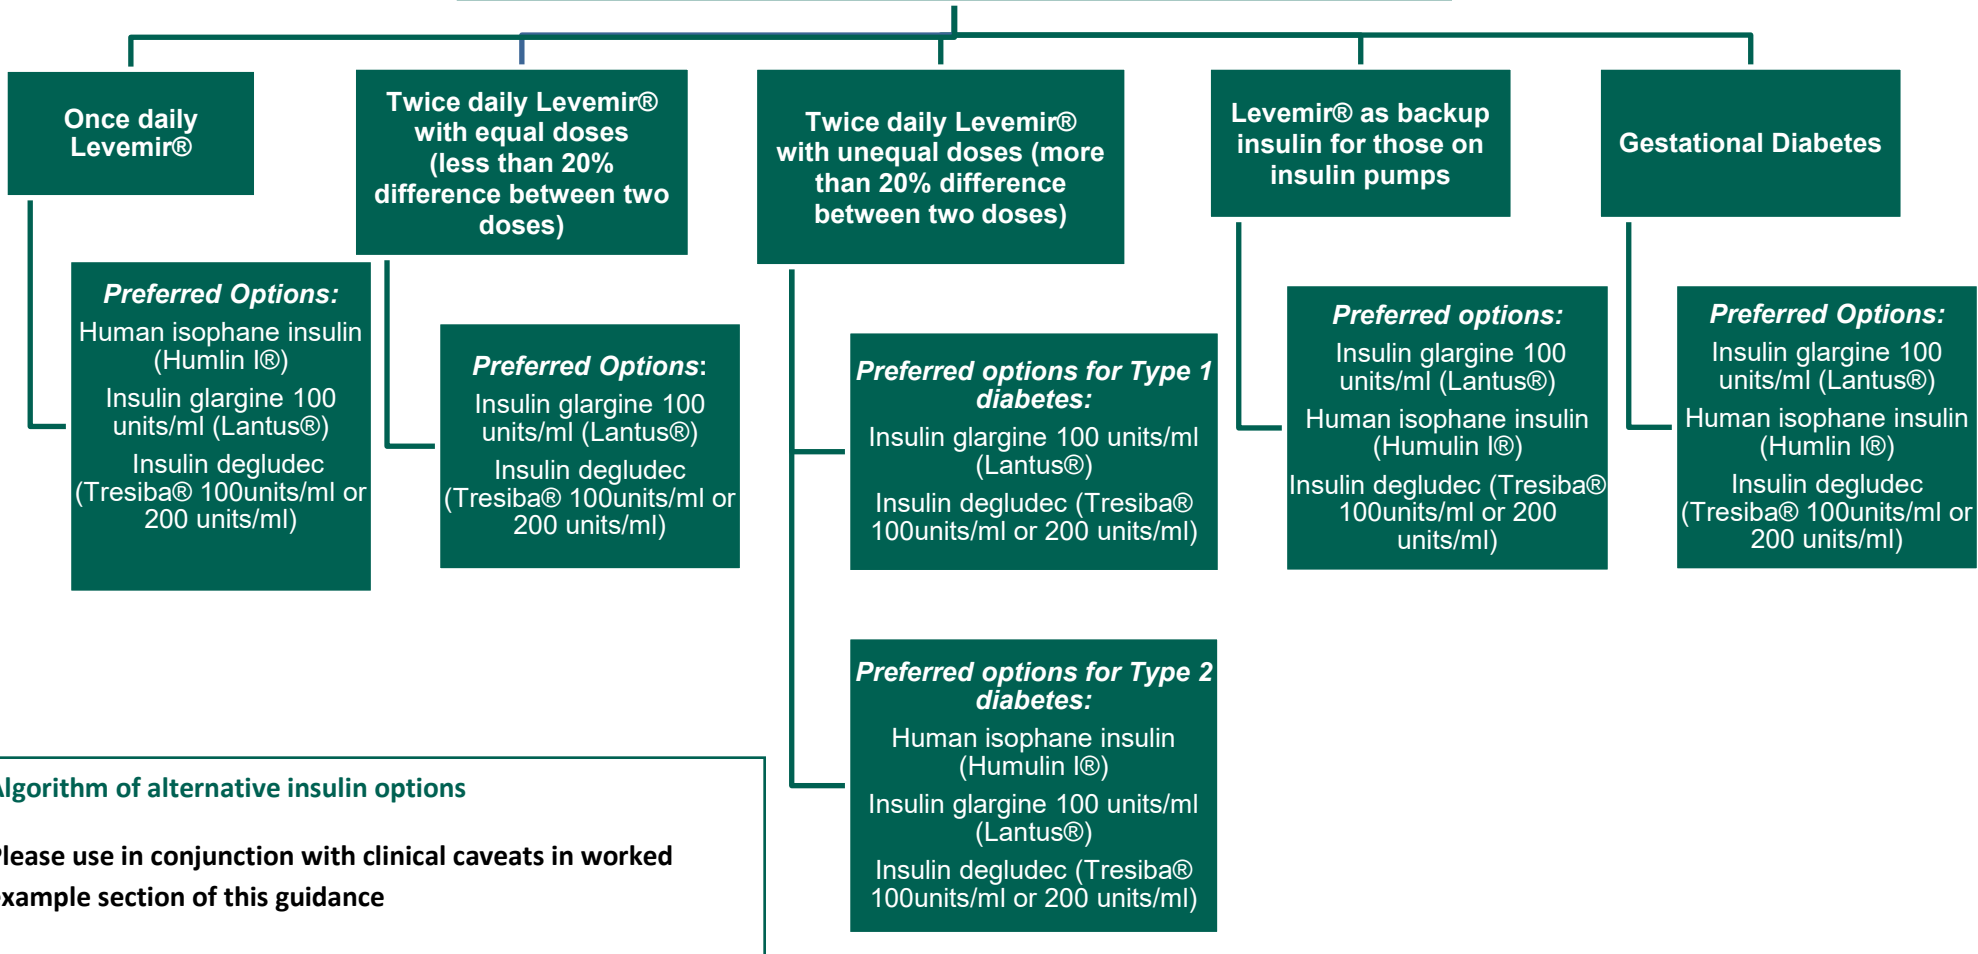 Once daily
Levemir®
Twice daily Levemir®
with equal doses
(less than 20%
difference between two
doses)
Twice daily Levemir®
with unequal doses (more
than 20% difference
between two doses)
Levemir® as backup
insulin for those on
insulin pumps
Gestational Diabetes
Preferred Options:
Human isophane insulin
(Humlin I®)
Insulin glargine 100
units/ml (Lantus®)
Insulin degludec
(Tresiba® 100units/ml or
200 units/ml)
Preferred Options:
Insulin glargine 100
units/ml (Lantus®)
Insulin degludec
(Tresiba® 100units/ml or
200 units/ml)
Preferred options for Type 1
diabetes:
Insulin glargine 100 units/ml
(Lantus®)
Insulin degludec (Tresiba®
100units/ml or 200 units/ml)
Preferred options for Type 2
diabetes:
Human isophane insulin
(Humulin I®)
Insulin glargine 100 units/ml
(Lantus®)
Insulin degludec (Tresiba®
100units/ml or 200 units/ml)
Preferred options:
Insulin glargine 100
units/ml (Lantus®)
Human isophane insulin
(Humulin I®)
Insulin degludec (Tresiba®
100units/ml or 200
units/ml)
Preferred Options:
Insulin glargine 100
units/ml (Lantus®)
Human isophane insulin
(Humlin I®)
Insulin degludec
(Tresiba® 100units/ml or
200 units/ml)
Algorithm of alternative insulin options
Please use in conjunction with clinical caveats in worked
example section of this guidance